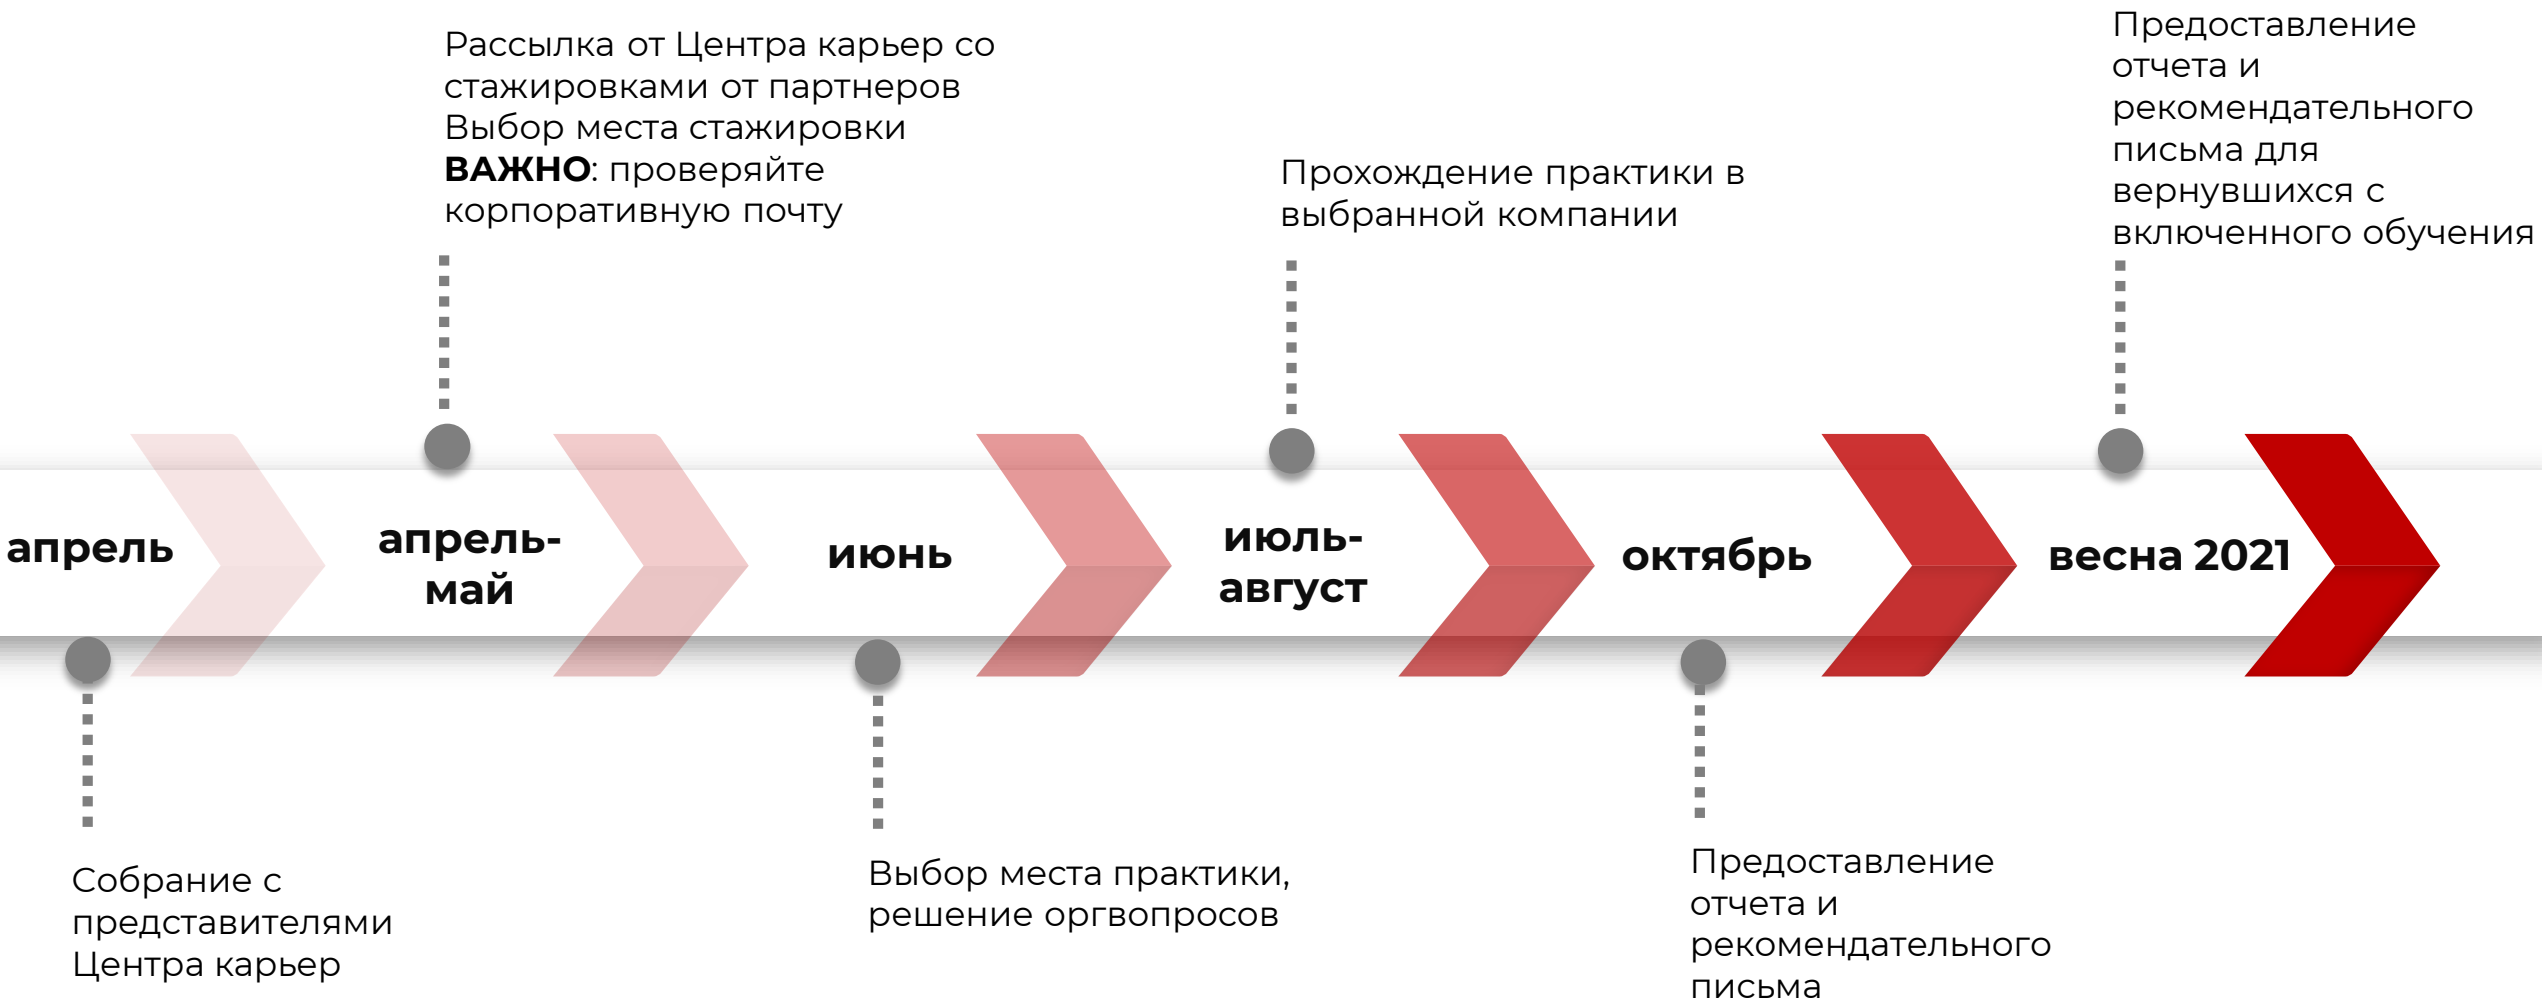 Рассылка от Центра карьер со
стажировками от партнеров
Выбор места стажировки
ВАЖНО: проверяйте
корпоративную почту
Прохождение практики в
выбранной компании
Предоставление
отчета и
рекомендательного
письма для
вернувшихся с
включенного обучения
апрель
апрель-
май
июнь
июль-
август
октябрь
весна 2021
Собрание с
представителями
Центра карьер
Выбор места практики,
решение оргвопросов
Предоставление
отчета и
рекомендательного
письма